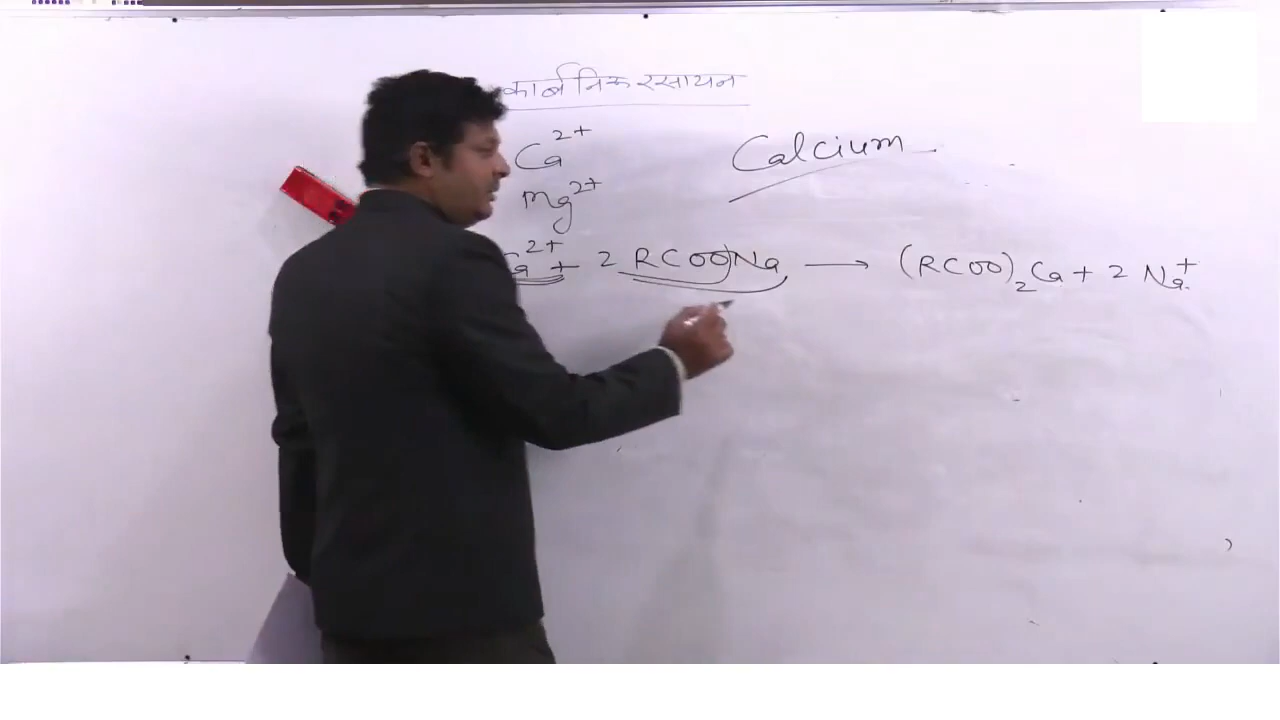 कार्बनिक रसायन
Ca²⁺
Calcium
Mg²⁺
Ca²⁺ + 2 RCOONa → (RCOO)₂Ca + 2 Na⁺